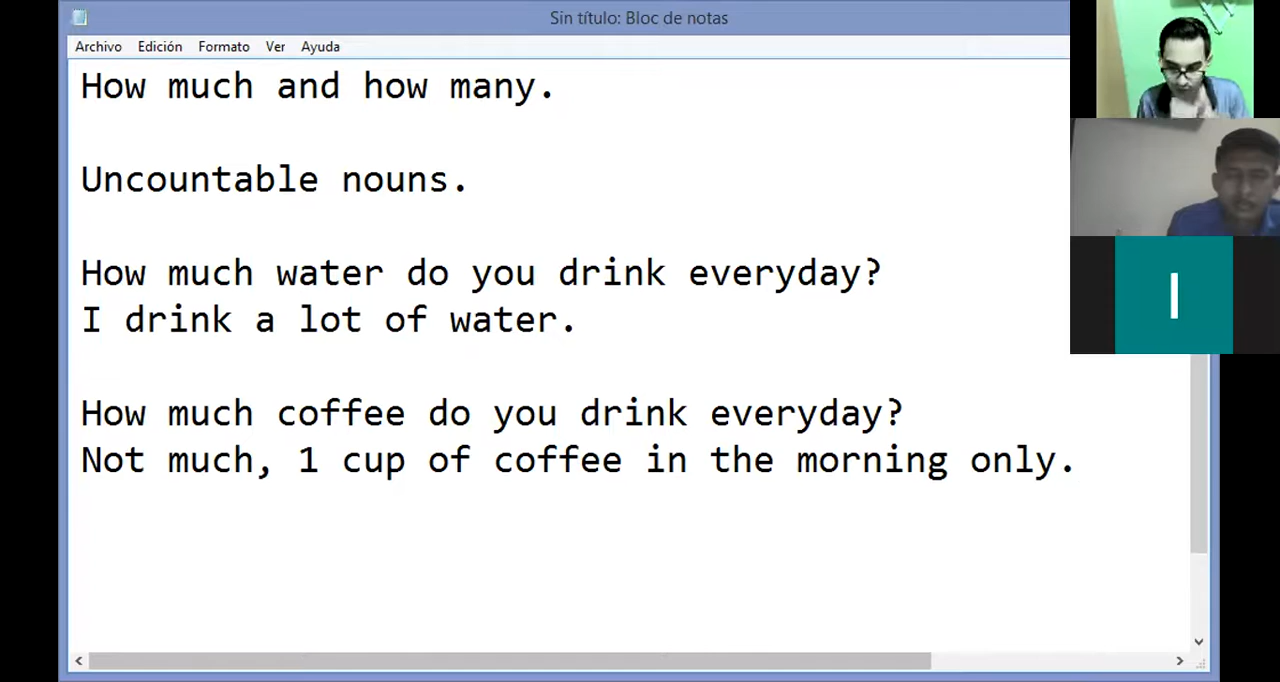 Sin título: Bloc de notas
Archivo Edición Formato Ver Ayuda
How much and how many.
Uncountable nouns.
How much water do you drink everyday?
I drink a lot of water.
How much coffee do you drink everyday?
Not much, 1 cup of coffee in the morning only.
I